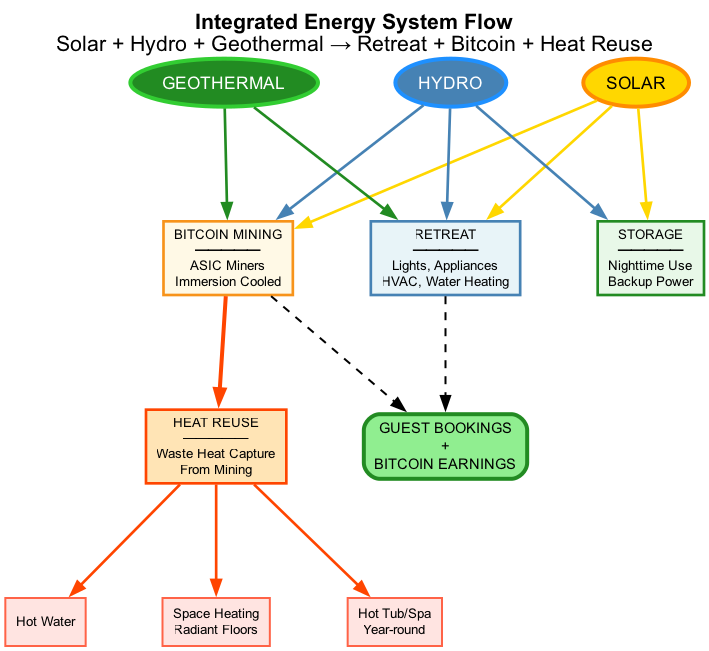 Integrated Energy System Flow
Solar + Hydro + Geothermal → Retreat + Bitcoin + Heat Reuse
GEOTHERMAL
HYDRO
SOLAR
BITCOIN MINING
ASIC Miners
Immersion Cooled
RETREAT
Lights, Appliances
HVAC, Water Heating
STORAGE
Nighttime Use
Backup Power
HEAT REUSE
Waste Heat Capture
From Mining
GUEST BOOKINGS
+
BITCOIN EARNINGS
Hot Water
Space Heating
Radiant Floors
Hot Tub/Spa
Year-round